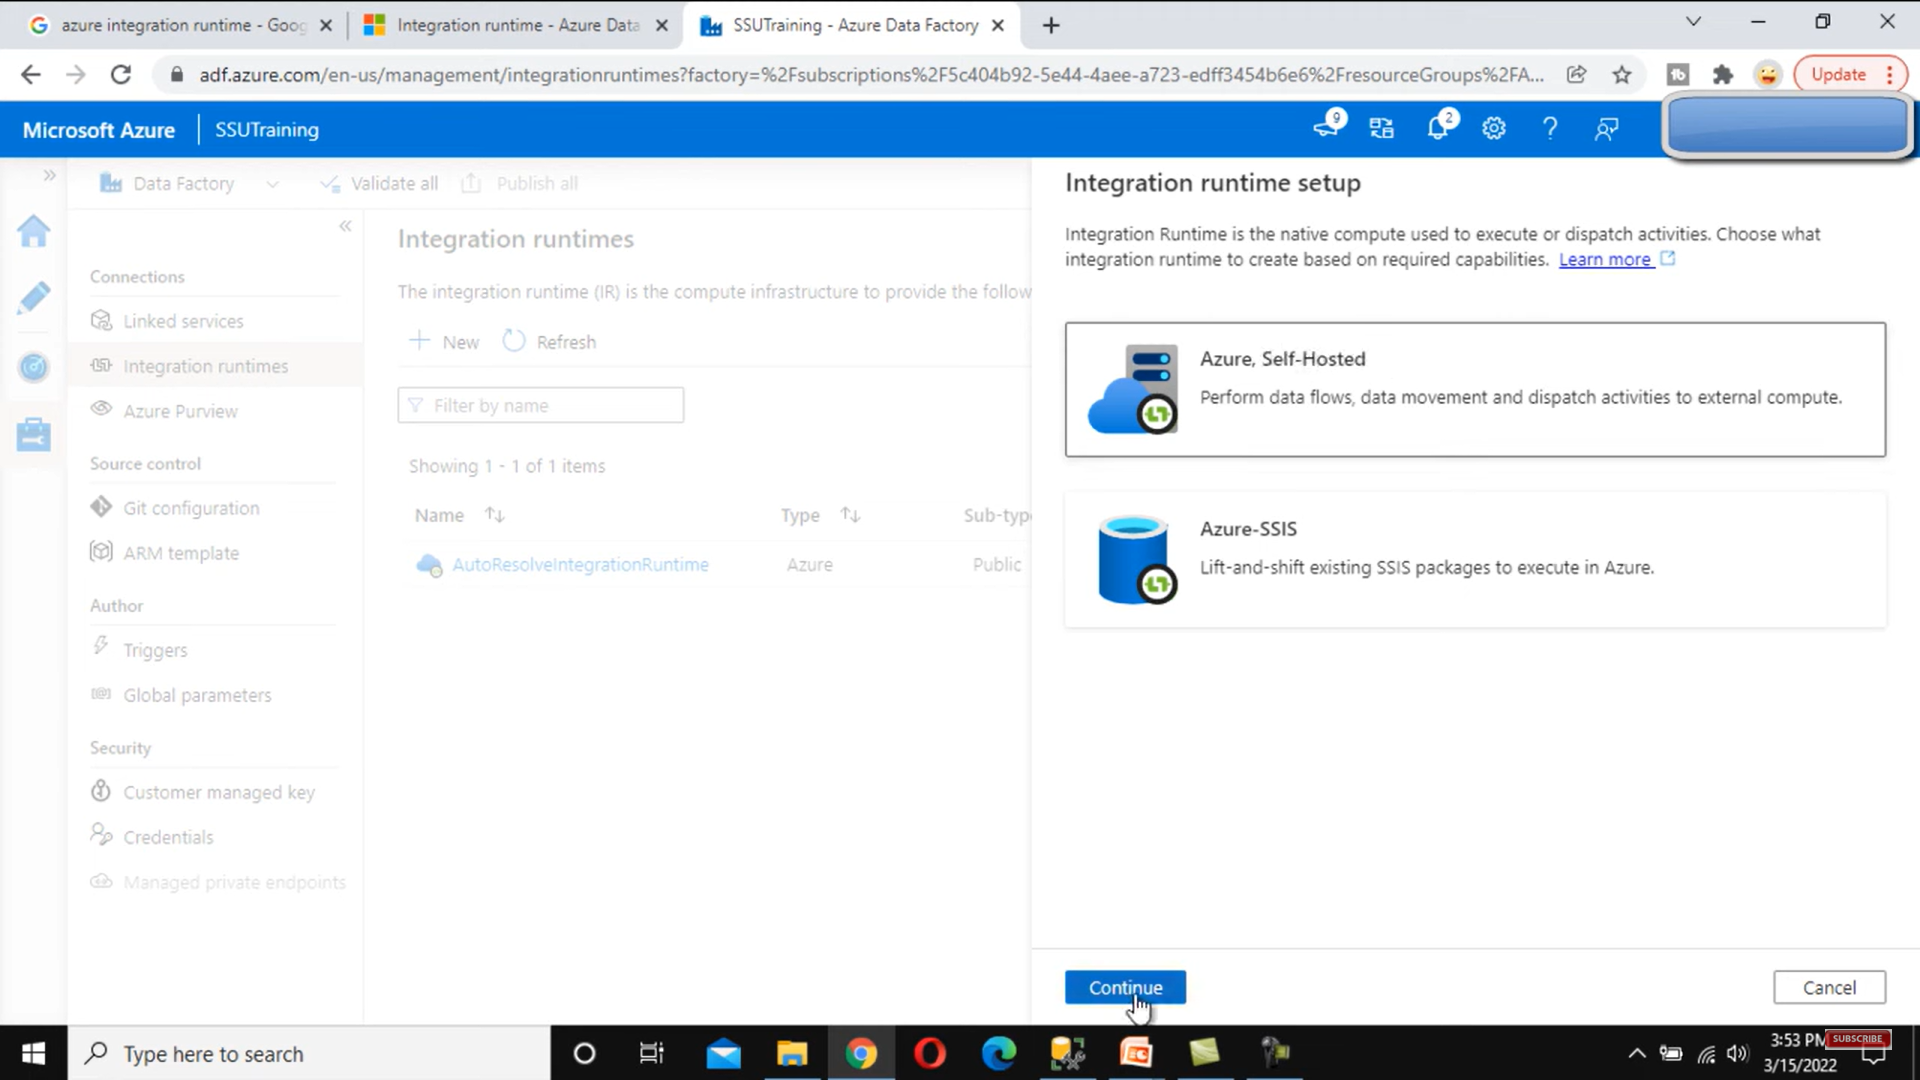 azure integration runtime - Goog
Integration runtime - Azure Data
SSUTraining - Azure Data Factory
adf.azure.com/en-us/management/integrationruntimes?factory=%2Fsubscriptions%2F5c404b92-5e44-4aee-a723-edff3454b6e6%2FresourceGroups%2FA...
Update
Microsoft Azure
SSUTraining
9
2
Data Factory
Validate all
Publish all
Connections
Linked services
Integration runtimes
Azure Purview
Source control
Git configuration
ARM template
Author
Triggers
Global parameters
Security
Customer managed key
Credentials
Managed private endpoints
Integration runtimes
The integration runtime (IR) is the compute infrastructure to provide the follow
New
Refresh
Filter by name
Showing 1 - 1 of 1 items
Name
Type
Sub-type
AutoResolveIntegrationRuntime
Azure
Public
Integration runtime setup
Integration Runtime is the native compute used to execute or dispatch activities. Choose what
integration runtime to create based on required capabilities. Learn more
Azure, Self-Hosted
Perform data flows, data movement and dispatch activities to external compute.
Azure-SSIS
Lift-and-shift existing SSIS packages to execute in Azure.
Continue
Cancel
Type here to search
3:53 PM
3/15/2022
SUBSCRIBE